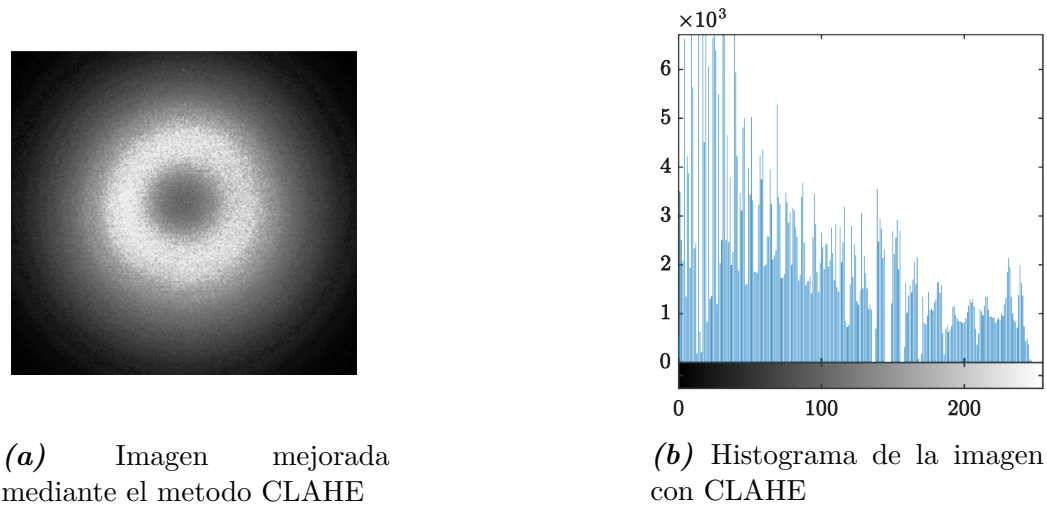 ×10³
6
5
4
3
2
1
0
0 100 200
(a) Imagen mejorada
mediante el metodo CLAHE
(b) Histograma de la imagen
con CLAHE